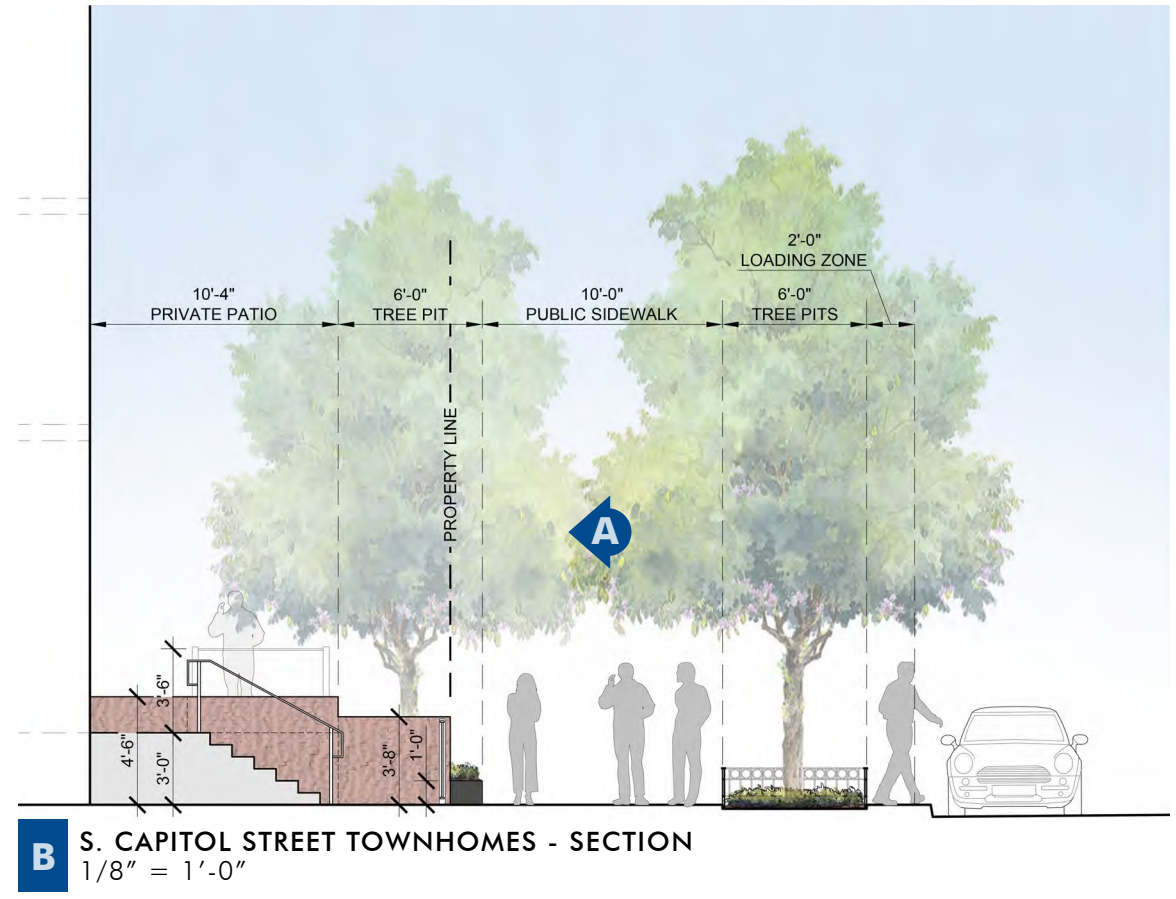 2'-0"
LOADING ZONE
10'-4"
PRIVATE PATIO
6'-0"
TREE PIT
10'-0"
PUBLIC SIDEWALK
6'-0"
TREE PITS
PROPERTY LINE
A
3'-6"
4'-6"
3'-0"
3'-8"
1'-0"
B
S. CAPITOL STREET TOWNHOMES - SECTION
1/8" = 1'-0"